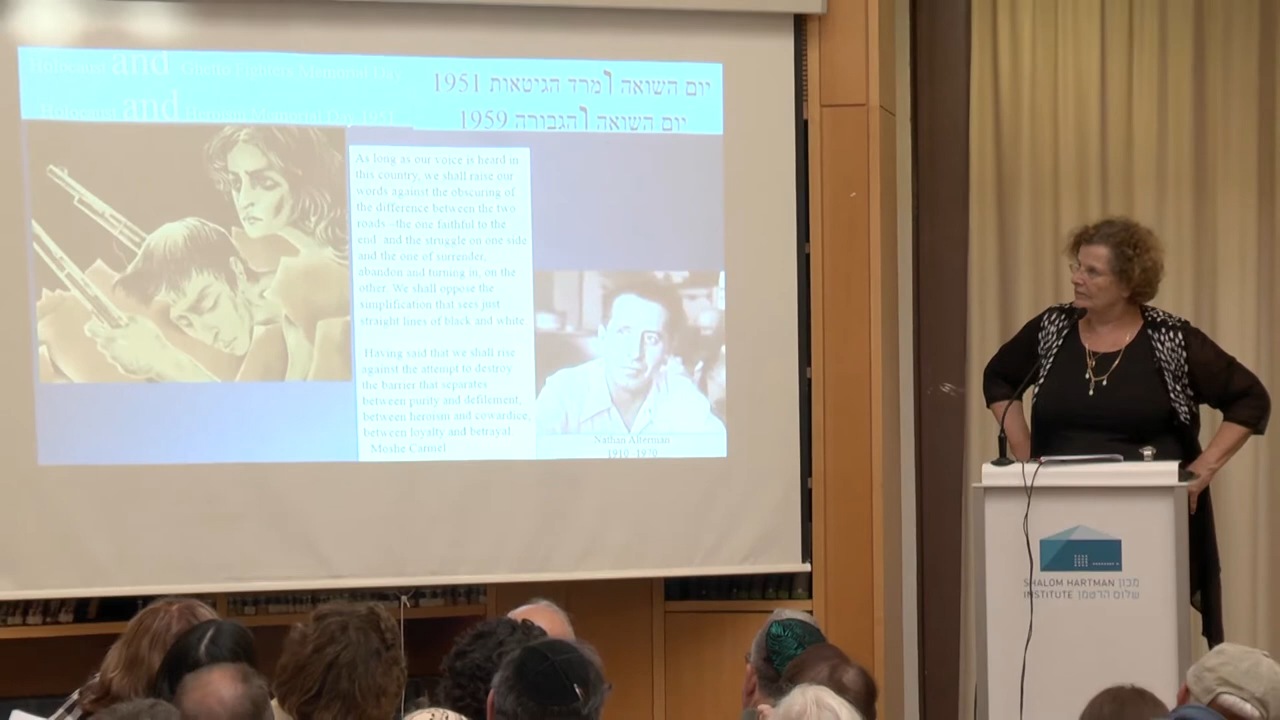 Holocaust and Ghetto Fighters Memorial Day
Holocaust and Heroism Memorial Day 1951
יום השואה ומרד הגיטאות 1951
יום השואה והגבורה 1959
As long as our voice is heard in
this country, we shall raise our
words against the obscuring of
the difference between the two
roads –the one faithful to the
end and the struggle on one side
and the one of surrender,
abandon and turning in, on the
other. We shall oppose the
simplification that sees just
straight lines of black and white.
Having said that we shall rise
against the attempt to destroy
the barrier that separates
between purity and defilement,
between heroism and cowardice,
between loyalty and betrayal
Moshe Carmel
Nathan Alterman
1910 1970
SHALOM HARTMAN מכון
INSTITUTE שלום הרטמן